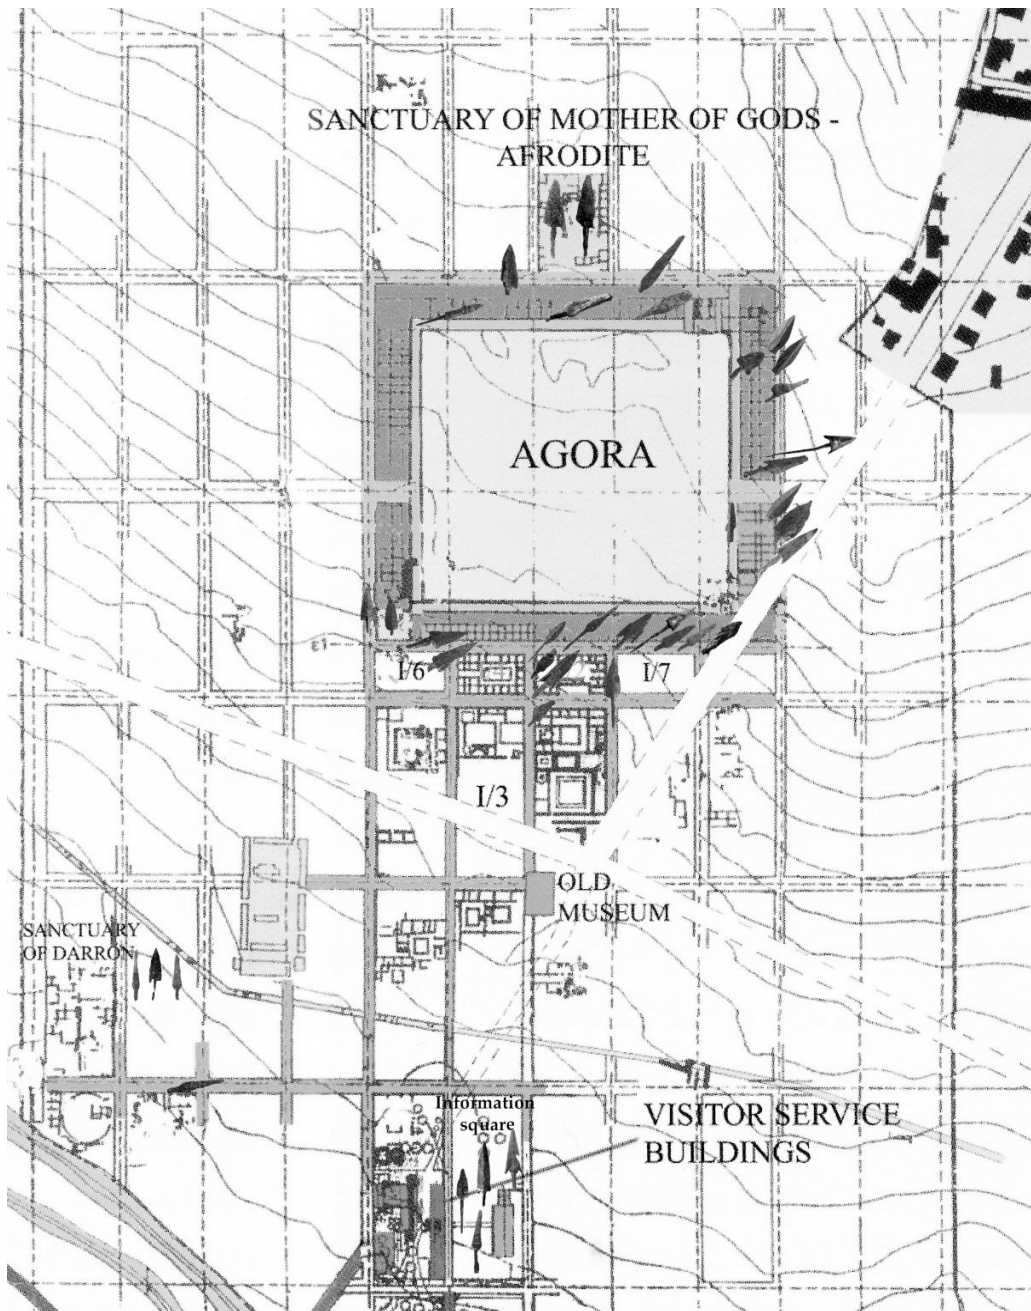 SANCTUARY OF MOTHER OF GODS -
AFRODITE
AGORA
I/6
I/7
I/3
OLD
MUSEUM
SANCTUARY
OF DARRON
Information
square
VISITOR SERVICE
BUILDINGS